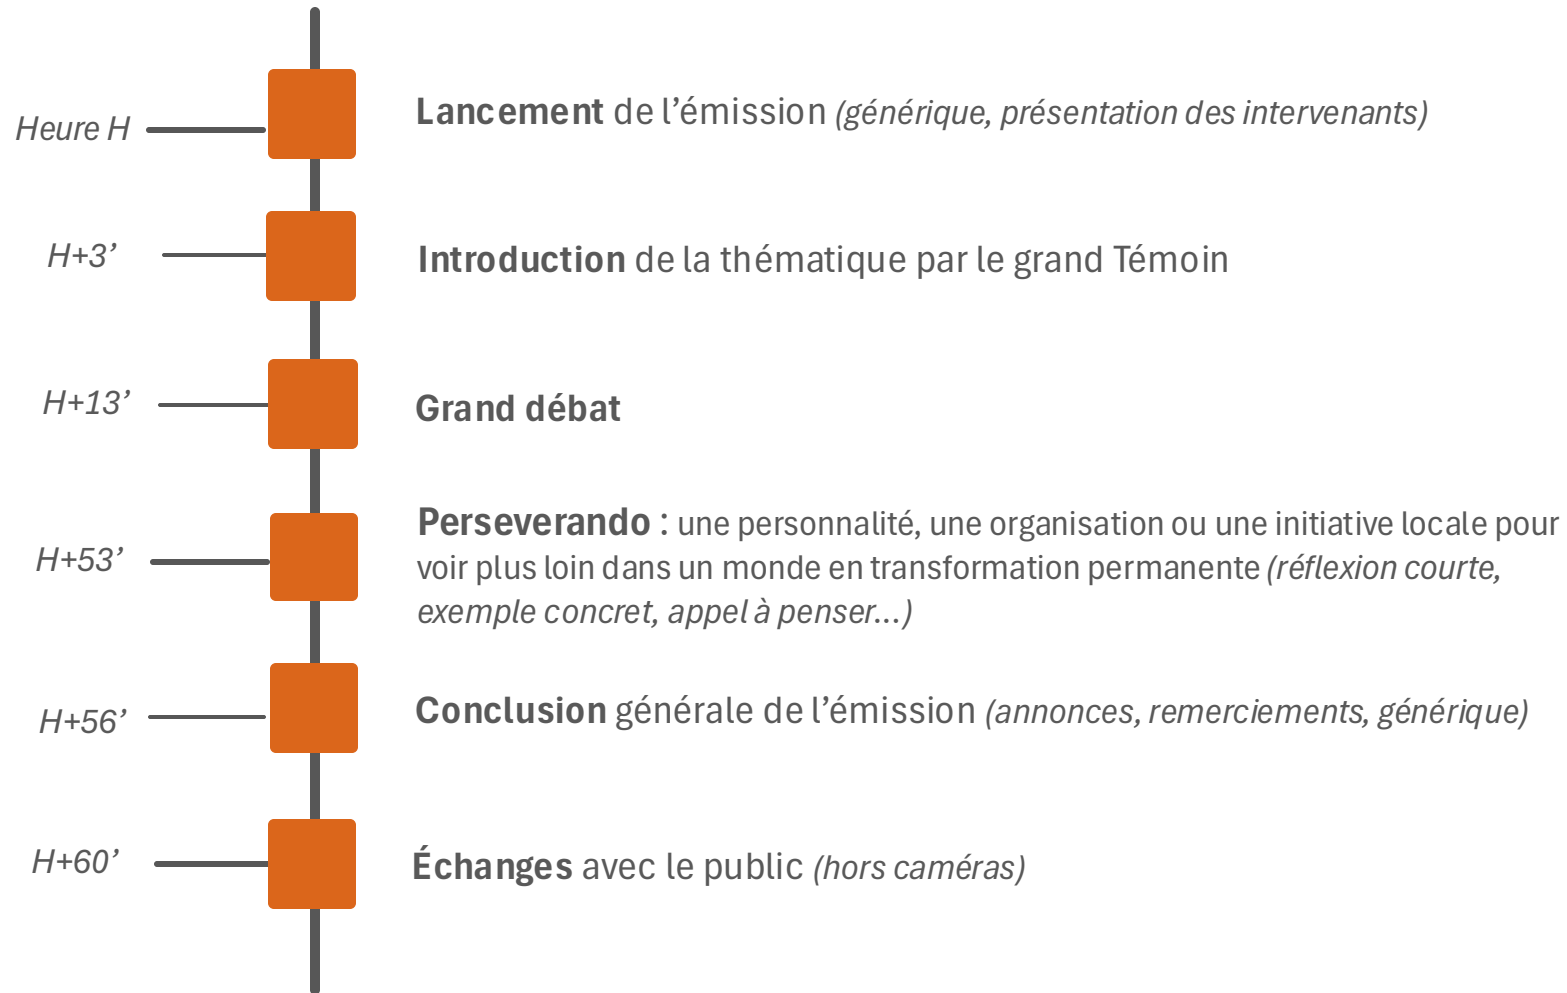 Heure H
Lancement de l’émission (générique, présentation des intervenants)
H+3’
Introduction de la thématique par le grand Témoin
H+13’
Grand débat
H+53’
Perseverando : une personnalité, une organisation ou une initiative locale pour
voir plus loin dans un monde en transformation permanente (réflexion courte,
exemple concret, appel à penser…)
H+56’
Conclusion générale de l’émission (annonces, remerciements, générique)
H+60’
Échanges avec le public (hors caméras)